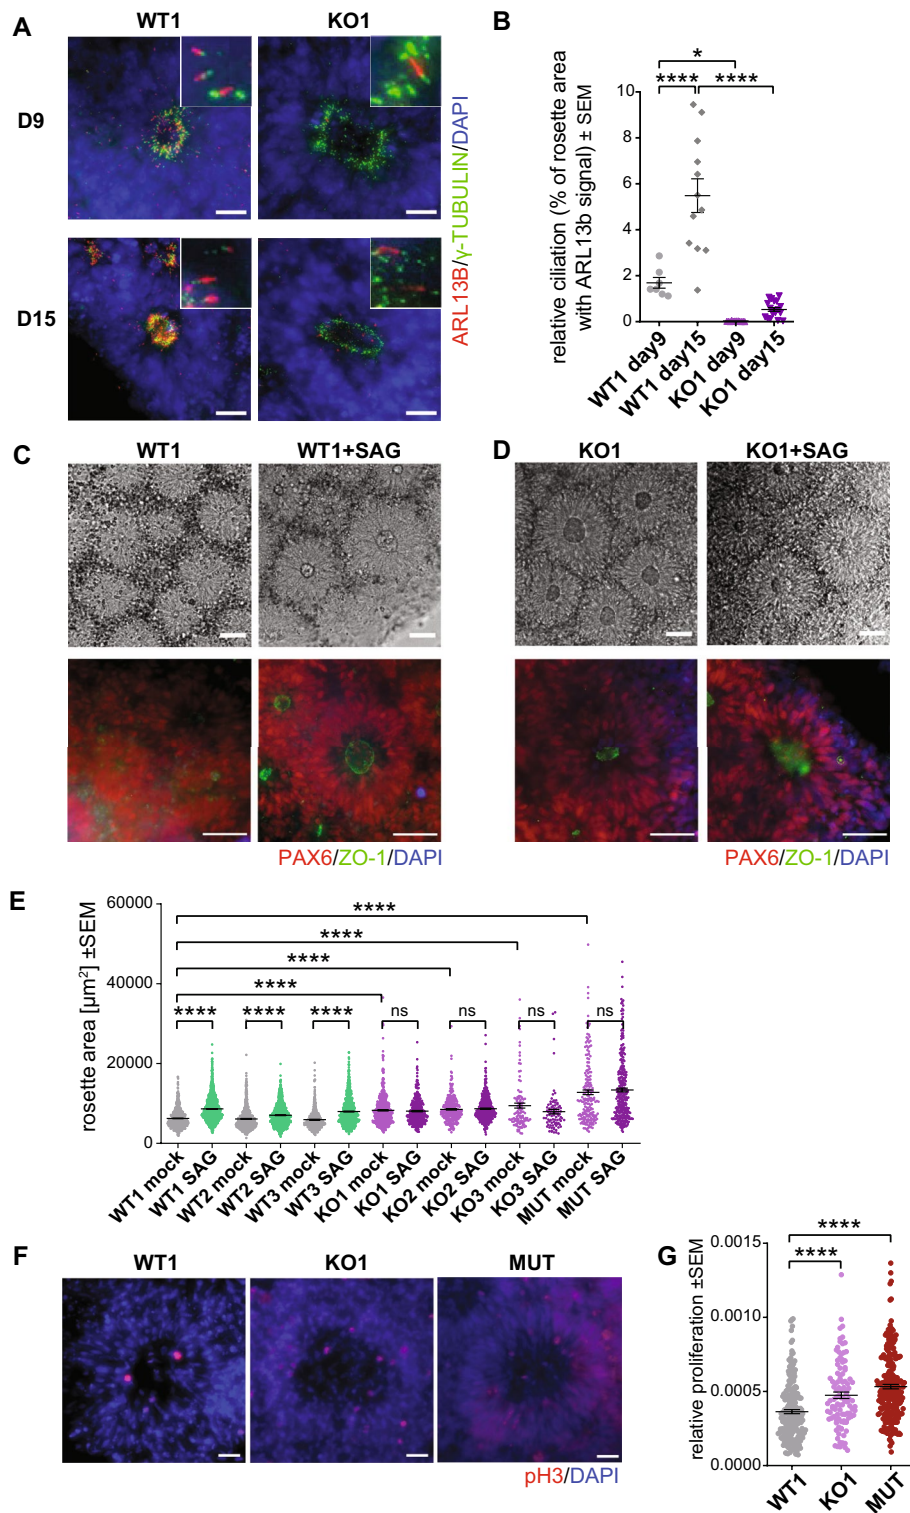 A
WT1
KO1
D9
D15
ARL13B/γ-TUBULIN/DAPI
B
relative ciliation (% of rosette area
with ARL13b signal) ± SEM
*
**** ****
10
8
6
4
2
0
WT1 day9
WT1 day15
KO1 day9
KO1 day15
C
WT1
WT1+SAG
PAX6/ZO-1/DAPI
D
KO1
KO1+SAG
PAX6/ZO-1/DAPI
E
rosette area [µm²] ±SEM
60000
40000
20000
0
****
****
****
****
**** **** **** ns ns ns ns
WT1 mock
WT1 SAG
WT2 mock
WT2 SAG
WT3 mock
WT3 SAG
KO1 mock
KO1 SAG
KO2 mock
KO2 SAG
KO3 mock
KO3 SAG
MUT mock
MUT SAG
F
WT1
KO1
MUT
pH3/DAPI
G
relative proliferation ±SEM
****
****
0.0015
0.0010
0.0005
0.0000
WT1
KO1
MUT